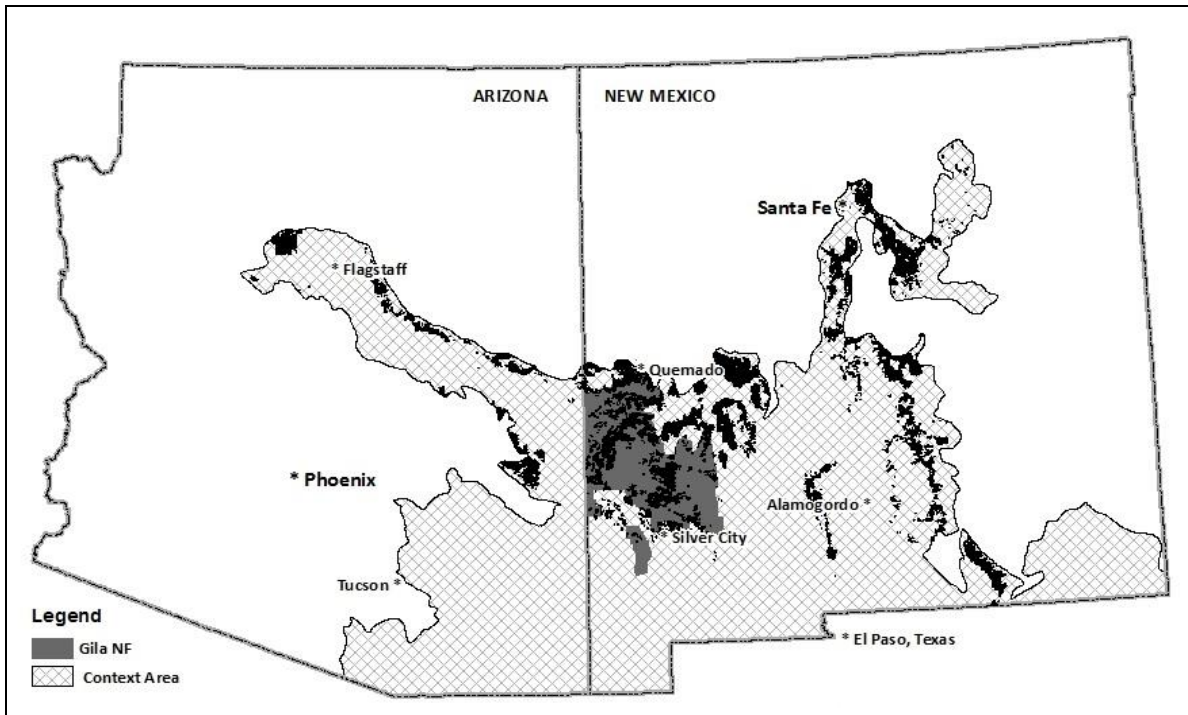 ARIZONA
NEW MEXICO
Santa Fe *
* Flagstaff
* Quemado
* Phoenix
Alamogordo *
* Silver City
Tucson *
Legend
Gila NF
Context Area
* El Paso, Texas